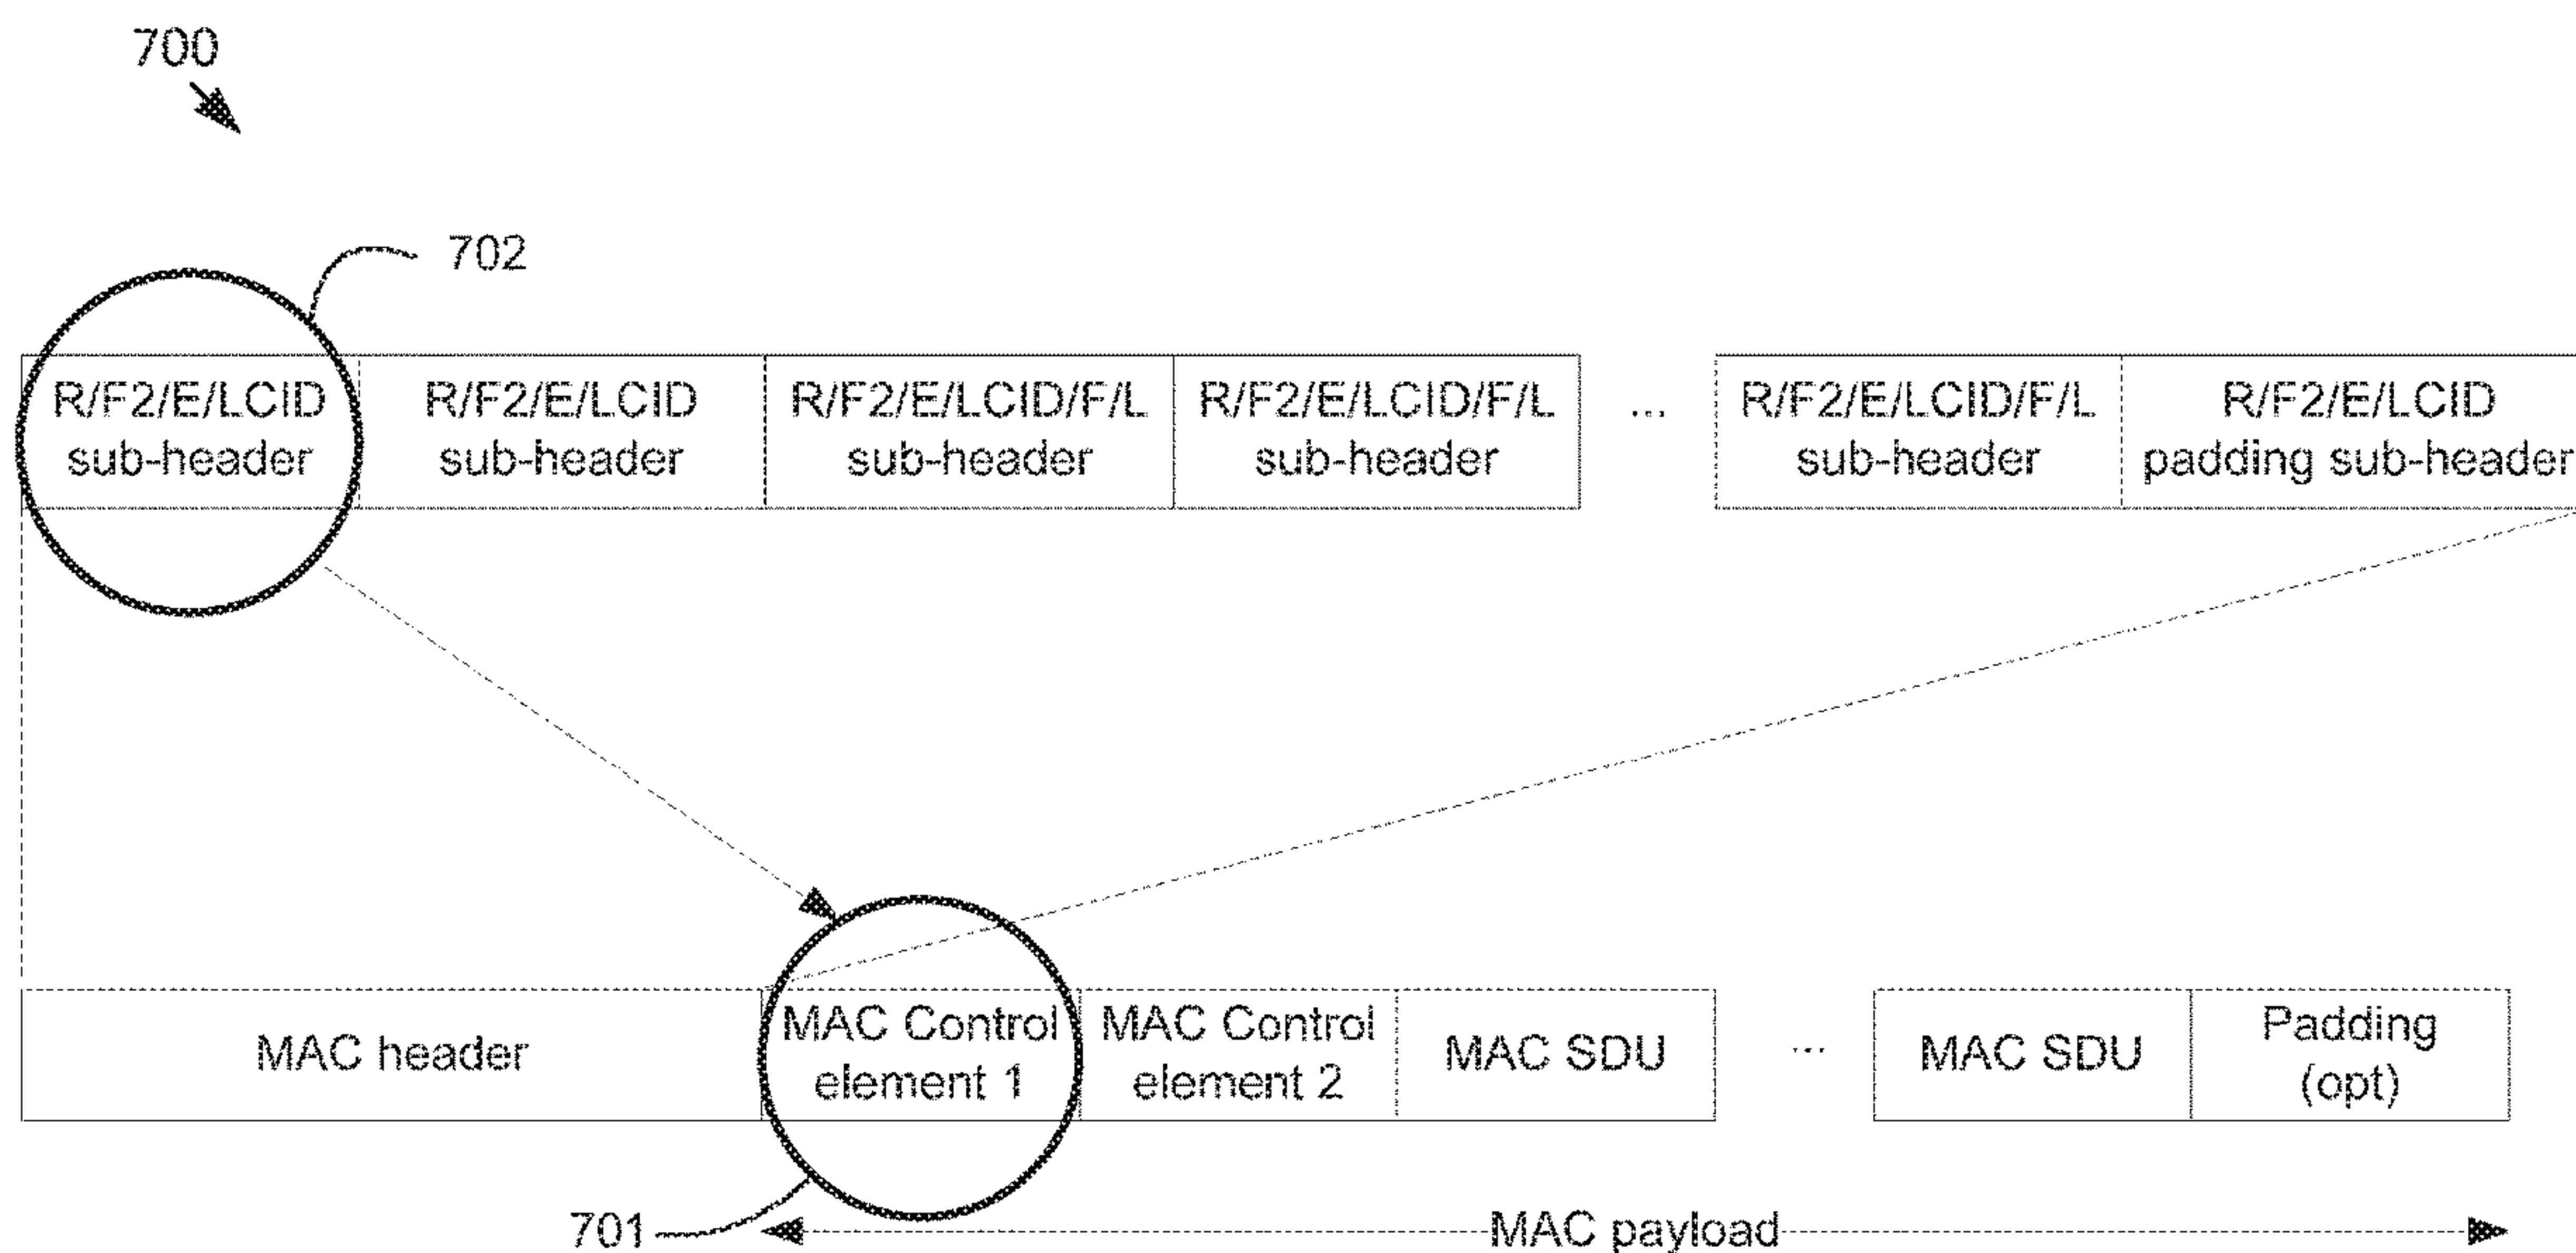 700
702
R/F2/E/LCID
sub-header
R/F2/E/LCID
sub-header
R/F2/E/LCID/F/L
sub-header
R/F2/E/LCID/F/L
sub-header
...
R/F2/E/LCID/F/L
sub-header
R/F2/E/LCID
padding sub-header
MAC header
MAC Control
element 1
MAC Control
element 2
MAC SDU
...
MAC SDU
Padding
(opt)
701
MAC payload